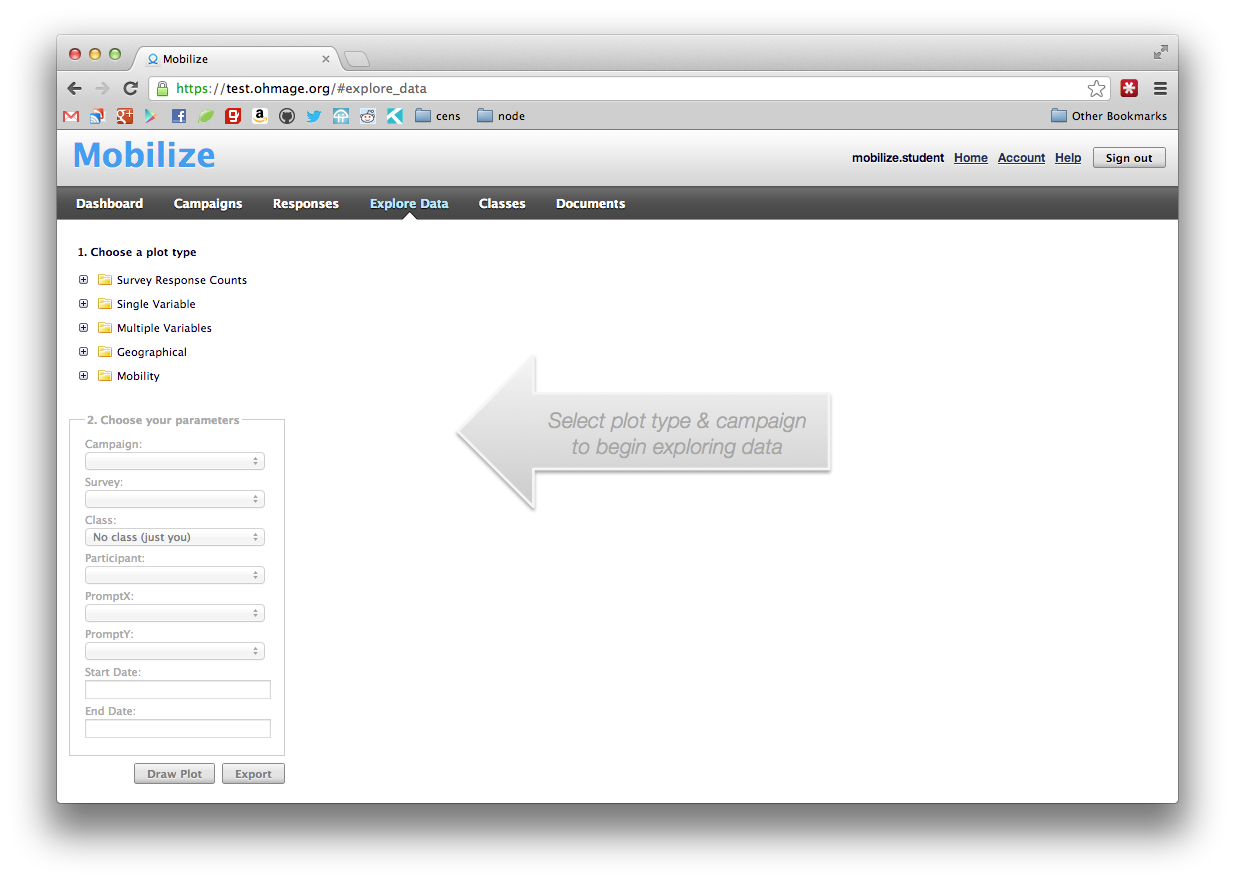 Mobilize
https://test.ohmage.org/#explore_data
cens
node
Other Bookmarks
Mobilize
mobilize.student Home Account Help Sign out
Dashboard Campaigns Responses Explore Data Classes Documents
1. Choose a plot type
Survey Response Counts
Single Variable
Multiple Variables
Geographical
Mobility
Select plot type & campaign
to begin exploring data
2. Choose your parameters
Campaign:
Survey:
Class:
No class (just you)
Participant:
PromptX:
PromptY:
Start Date:
End Date:
Draw Plot Export